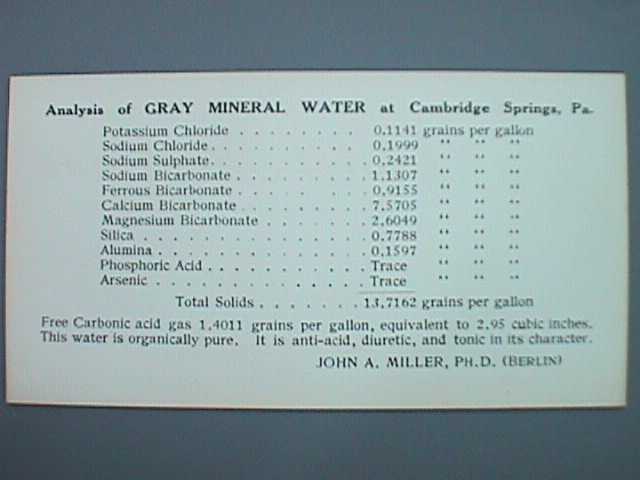 Analysis of GRAY MINERAL WATER at Cambridge Springs, Pa.
Potassium Chloride . . . . . . . . 0.1141 grains per gallon
Sodium Chloride . . . . . . . . . . 0.1999 “ “ “
Sodium Sulphate . . . . . . . . . . 0.2421 “ “ “
Sodium Bicarbonate . . . . . . . . 1.1307 “ “ “
Ferrous Bicarbonate . . . . . . . . 0.9155 “ “ “
Calcium Bicarbonate . . . . . . . . 7.5705 “ “ “
Magnesium Bicarbonate . . . . . . 2.6049 “ “ “
Silica . . . . . . . . . . . . . . 0.7788 “ “ “
Alumina . . . . . . . . . . . . . . 0.1597 “ “ “
Phosphoric Acid . . . . . . . . . . Trace “ “ “
Arsenic . . . . . . . . . . . . . . Trace “ “ “
Total Solids . . . . . . . 13.7162 grains per gallon
Free Carbonic acid gas 1.4011 grains per gallon, equivalent to 2.95 cubic inches.
This water is organically pure. It is anti-acid, diuretic, and tonic in its character.
JOHN A. MILLER, PH.D. (BERLIN)